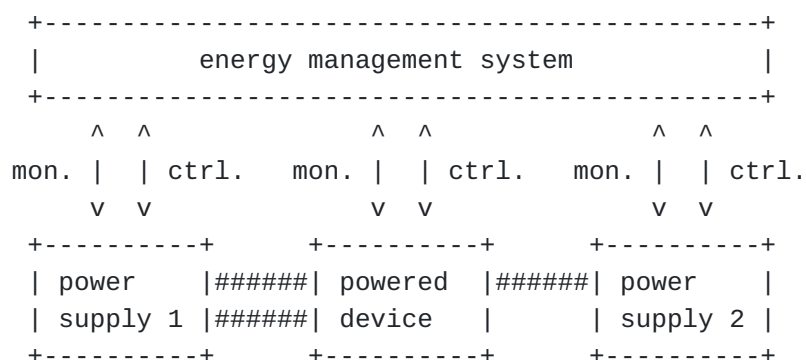 +----------------------------------------------+
|          energy management system            |
+----------------------------------------------+
    ^  ^              ^  ^              ^  ^
mon. |  | ctrl.   mon. |  | ctrl.   mon. |  | ctrl.
    v  v              v  v              v  v
+----------+      +----------+      +----------+
| power    |######| powered  |######| power    |
| supply 1 |######| device   |      | supply 2 |
+----------+      +----------+      +----------+